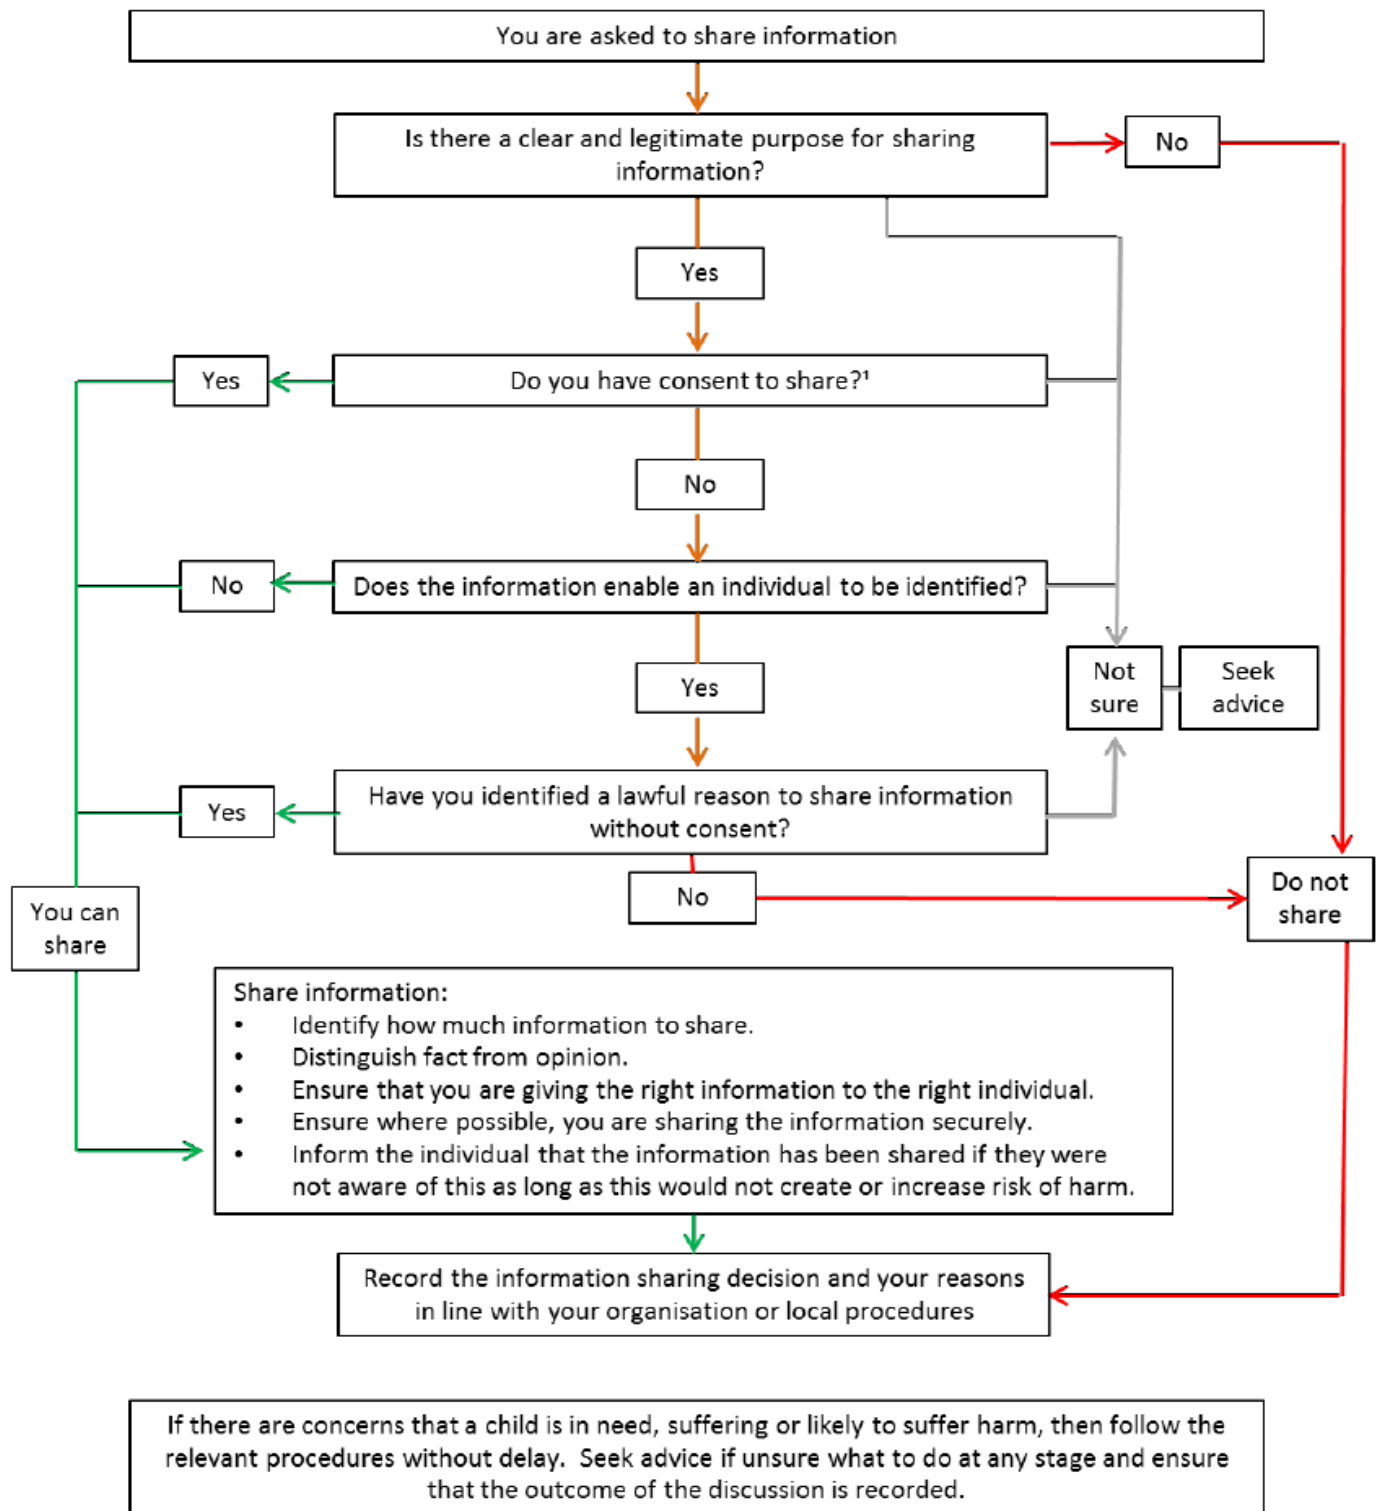 You are asked to share information
Is there a clear and legitimate purpose for sharing
information?
No
Yes
Yes
Do you have consent to share?¹
No
No
Does the information enable an individual to be identified?
Yes
Not
sure
Seek
advice
Yes
Have you identified a lawful reason to share information
without consent?
No
Do not
share
You can
share
Share information:
• Identify how much information to share.
• Distinguish fact from opinion.
• Ensure that you are giving the right information to the right individual.
• Ensure where possible, you are sharing the information securely.
• Inform the individual that the information has been shared if they were
not aware of this as long as this would not create or increase risk of harm.
Record the information sharing decision and your reasons
in line with your organisation or local procedures
If there are concerns that a child is in need, suffering or likely to suffer harm, then follow the
relevant procedures without delay. Seek advice if unsure what to do at any stage and ensure
that the outcome of the discussion is recorded.